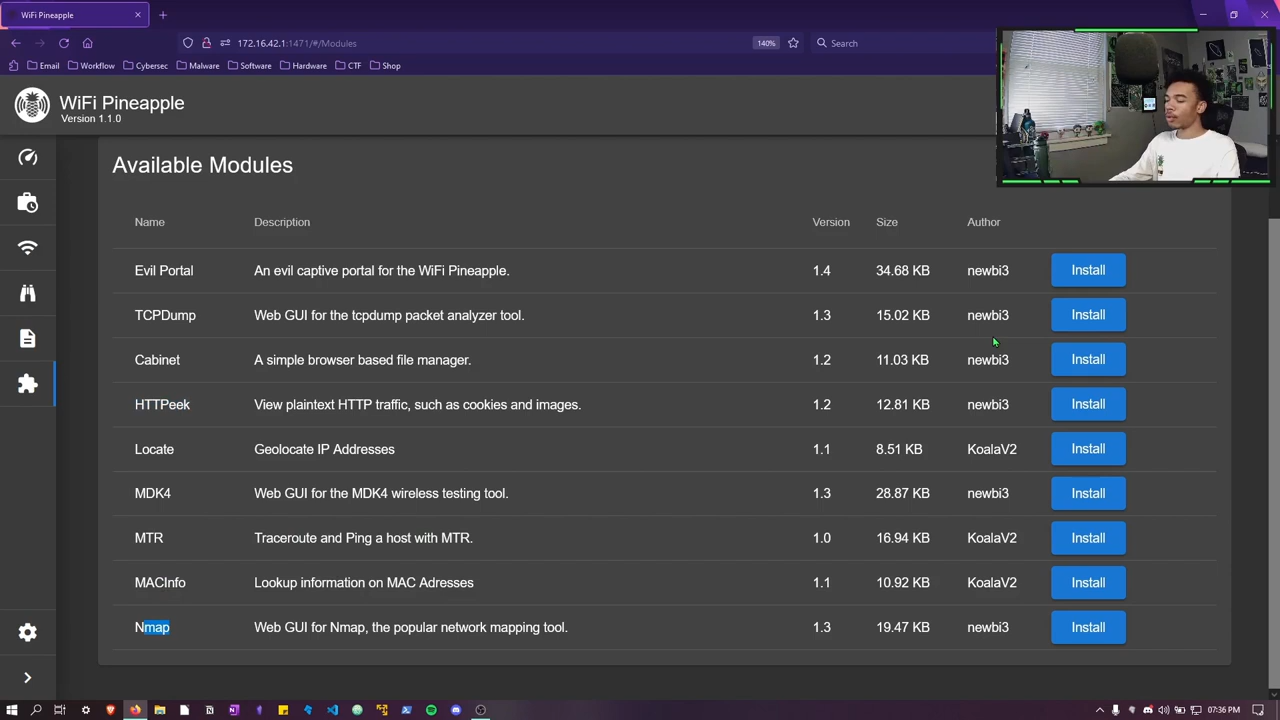 WiFi Pineapple
172.16.42.1:1471/#/Modules
140%
Search
Email
Workflow
Cybersec
Malware
Software
Hardware
CTF
Shop
WiFi Pineapple
Version 1.1.0
Available Modules
Name Description Version Size Author
Evil Portal An evil captive portal for the WiFi Pineapple. 1.4 34.68 KB newbi3 Install
TCPDump Web GUI for the tcpdump packet analyzer tool. 1.3 15.02 KB newbi3 Install
Cabinet A simple browser based file manager. 1.2 11.03 KB newbi3 Install
HTTPeek View plaintext HTTP traffic, such as cookies and images. 1.2 12.81 KB newbi3 Install
Locate Geolocate IP Addresses 1.1 8.51 KB KoalaV2 Install
MDK4 Web GUI for the MDK4 wireless testing tool. 1.3 28.87 KB newbi3 Install
MTR Traceroute and Ping a host with MTR. 1.0 16.94 KB KoalaV2 Install
MACInfo Lookup information on MAC Adresses 1.1 10.92 KB KoalaV2 Install
Nmap Web GUI for Nmap, the popular network mapping tool. 1.3 19.47 KB newbi3 Install
07:36 PM